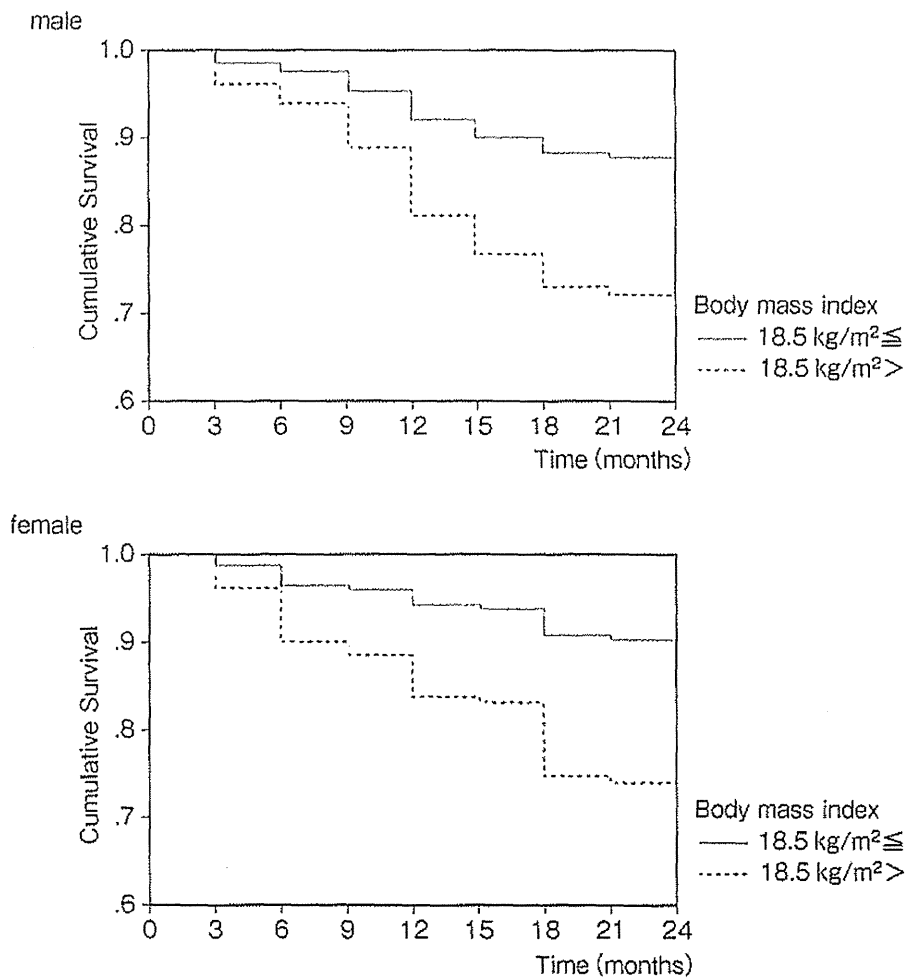 male
Cumulative Survival
1.0
.9
.8
.7
.6
0 3 6 9 12 15 18 21 24
Time (months)
Body mass index
18.5 kg/m²≦
18.5 kg/m²>
female
Cumulative Survival
1.0
.9
.8
.7
.6
0 3 6 9 12 15 18 21 24
Time (months)
Body mass index
18.5 kg/m²≦
18.5 kg/m²>